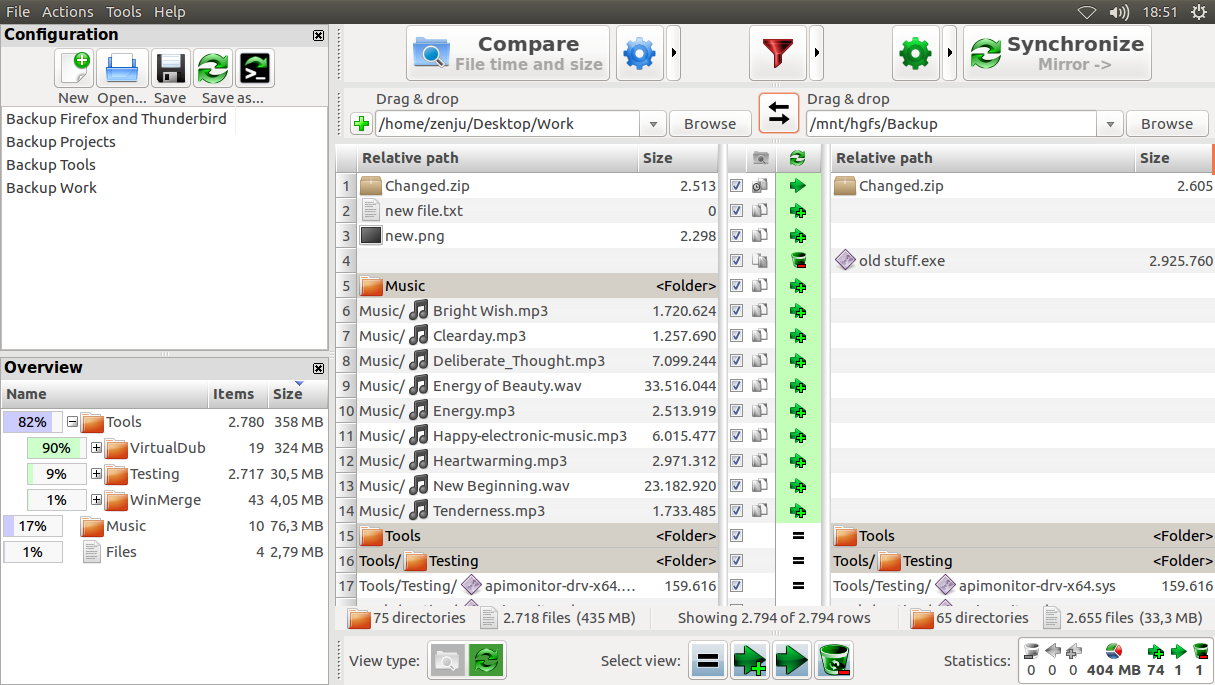 File Actions Tools Help 18:51
Configuration
New Open... Save Save as...
Backup Firefox and Thunderbird
Backup Projects
Backup Tools
Backup Work
Overview
Name Items Size
82% Tools 2.780 358 MB
90% VirtualDub 19 324 MB
9% Testing 2.717 30,5 MB
1% WinMerge 43 4,05 MB
17% Music 10 76,3 MB
1% Files 4 2,79 MB
Compare
File time and size
Synchronize
Mirror ->
Drag & drop
/home/zenju/Desktop/Work Browse
Drag & drop
/mnt/hgfs/Backup Browse
Relative path Size Relative path Size
1 Changed.zip 2.513 Changed.zip 2.605
2 new file.txt 0
3 new.png 2.298
4 old stuff.exe 2.925.760
5 Music <Folder>
6 Music/ Bright Wish.mp3 1.720.624
7 Music/ Clearday.mp3 1.257.690
8 Music/ Deliberate_Thought.mp3 7.099.244
9 Music/ Energy of Beauty.wav 33.516.044
10 Music/ Energy.mp3 2.513.919
11 Music/ Happy-electronic-music.mp3 6.015.477
12 Music/ Heartwarming.mp3 2.971.312
13 Music/ New Beginning.wav 23.182.920
14 Music/ Tenderness.mp3 1.733.485
15 Tools <Folder> = Tools <Folder>
16 Tools/ Testing <Folder> = Tools/ Testing <Folder>
17 Tools/Testing/ apimonitor-drv-x64.... 159.616 = Tools/Testing/ apimonitor-drv-x64.sys 159.616
75 directories 2.718 files (435 MB) Showing 2.794 of 2.794 rows 65 directories 2.655 files (33,3 MB)
View type: Select view: Statistics: 0 0 0 404 MB 74 1 1